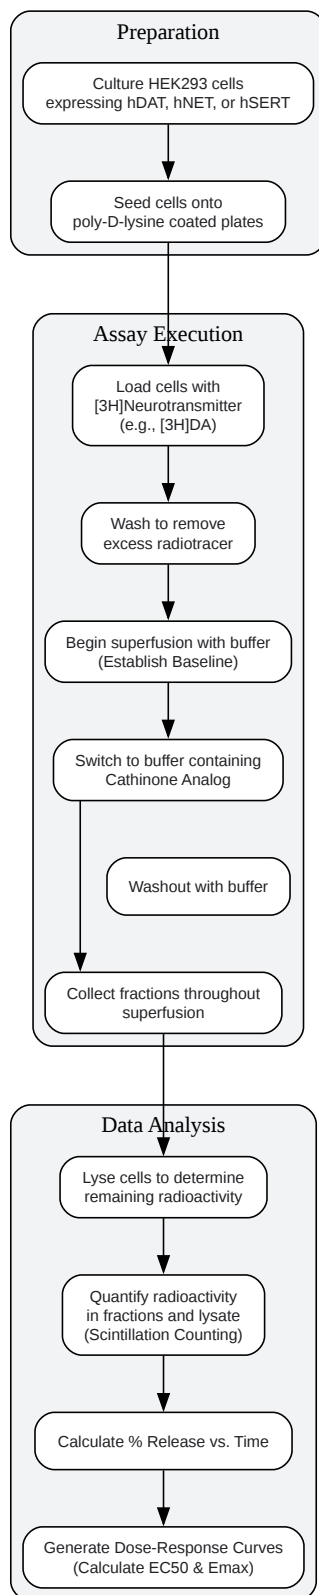 Preparation
Culture HEK293 cells
expressing hDAT, hNET, or hSERT
Seed cells onto
poly-D-lysine coated plates
Assay Execution
Load cells with
[3H]Neurotransmitter
(e.g., [3H]DA)
Wash to remove
excess radiotracer
Begin superfusion with buffer
(Establish Baseline)
Switch to buffer containing
Cathinone Analog
Washout with buffer
Collect fractions throughout
superfusion
Data Analysis
Lyse cells to determine
remaining radioactivity
Quantify radioactivity
in fractions and lysate
(Scintillation Counting)
Calculate % Release vs. Time
Generate Dose-Response Curves
(Calculate EC50 & Emax)